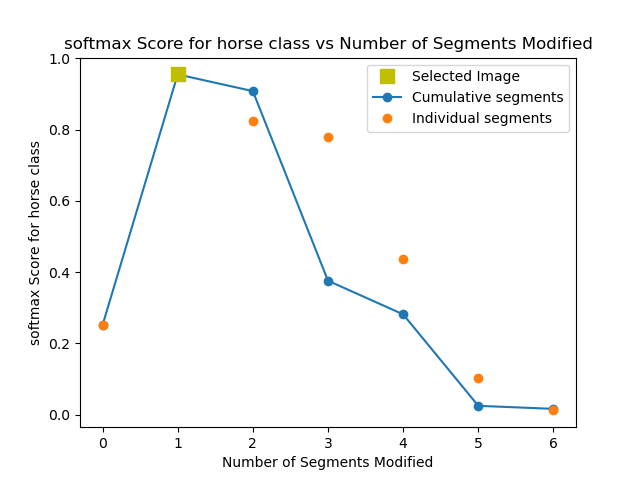 softmax Score for horse class vs Number of Segments Modified
1.0
0.8
0.6
0.4
0.2
0.0
softmax Score for horse class
Selected Image
Cumulative segments
Individual segments
0 1 2 3 4 5 6
Number of Segments Modified